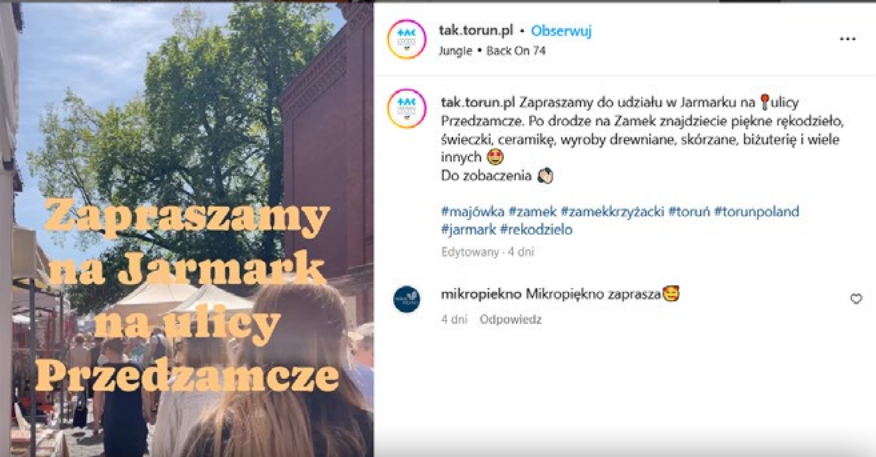 Zapraszamy
na Jarmark
na ulicy
Przedzamcze
tak.torun.pl • Obserwuj
Jungle • Back On 74
tak.torun.pl Zapraszamy do udziału w Jarmarku na 📍ulicy
Przedzamcze. Po drodze na Zamek znajdziecie piękne rękodzieło,
świeczki, ceramikę, wyroby drewniane, skórzane, biżuterię i wiele
innych 🤩
Do zobaczenia 👋🏻
#majówka #zamek #zamekkrzyżacki #toruń #torunpoland
#jarmark #rekodzielo
Edytowany · 4 dni
mikropiekno Mikropiękno zaprasza🥰
4 dni Odpowiedz